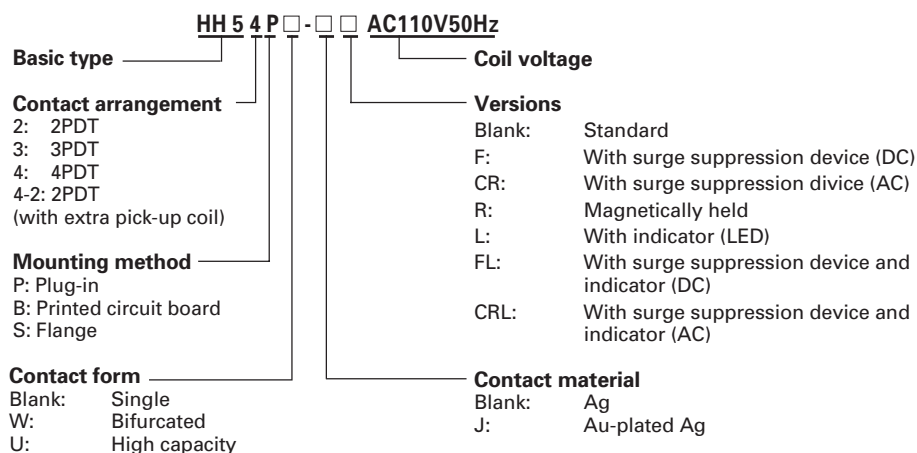 HH 5 4 P □ - □ □ AC110V50Hz
Basic type
Contact arrangement
2: 2PDT
3: 3PDT
4: 4PDT
4-2: 2PDT
(with extra pick-up coil)
Mounting method
P: Plug-in
B: Printed circuit board
S: Flange
Contact form
Blank: Single
W: Bifurcated
U: High capacity
Coil voltage
Versions
Blank: Standard
F: With surge suppression device (DC)
CR: With surge suppression divice (AC)
R: Magnetically held
L: With indicator (LED)
FL: With surge suppression device and
indicator (DC)
CRL: With surge suppression device and
indicator (AC)
Contact material
Blank: Ag
J: Au-plated Ag